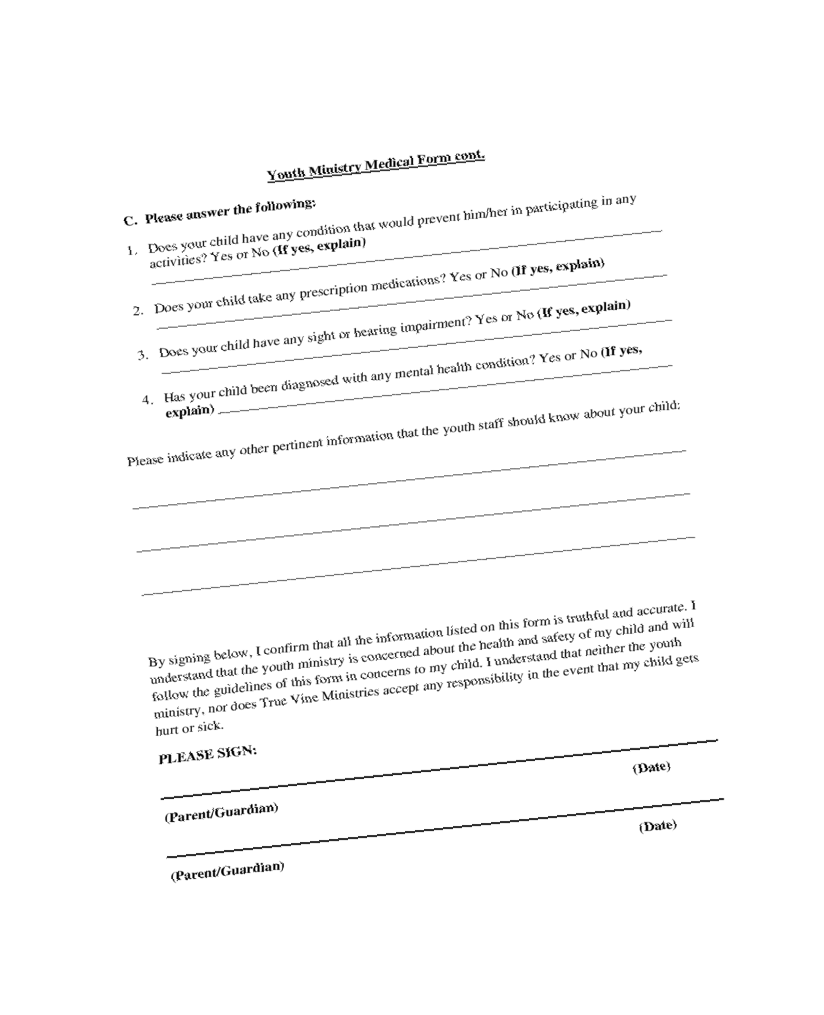 Youth Ministry Medical Form cont.
C. Please answer the following:
1. Does your child have any condition that would prevent him/her in participating in any
activities? Yes or No (If yes, explain)
2. Does your child take any prescription medications? Yes or No (If yes, explain)
3. Does your child have any sight or hearing impairment? Yes or No (If yes, explain)
4. Has your child been diagnosed with any mental health condition? Yes or No (If yes,
explain)
Please indicate any other pertinent information that the youth staff should know about your child:
By signing below, I confirm that all the information listed on this form is truthful and accurate. I
understand that the youth ministry is concerned about the health and safety of my child and will
follow the guidelines of this form in concerns to my child. I understand that neither the youth
ministry, nor does True Vine Ministries accept any responsibility in the event that my child gets
hurt or sick.
PLEASE SIGN:
(Parent/Guardian) (Date)
(Parent/Guardian) (Date)